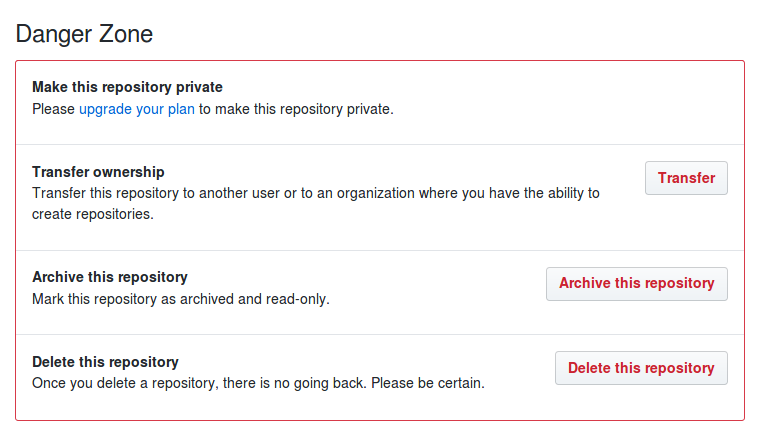 Danger Zone
Make this repository private
Please upgrade your plan to make this repository private.
Transfer ownership
Transfer this repository to another user or to an organization where you have the ability to
create repositories.
Transfer
Archive this repository
Mark this repository as archived and read-only.
Archive this repository
Delete this repository
Once you delete a repository, there is no going back. Please be certain.
Delete this repository